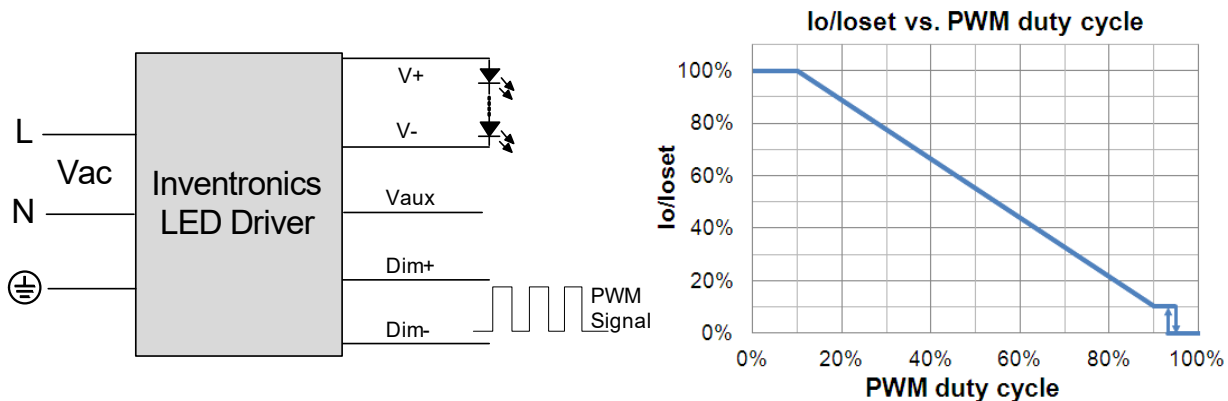 L
Vac
N
Inventronics
LED Driver
V+
V-
Vaux
Dim+
Dim-
PWM
Signal
Io/Ioset vs. PWM duty cycle
Io/Ioset
100%
80%
60%
40%
20%
0%
0% 20% 40% 60% 80% 100%
PWM duty cycle